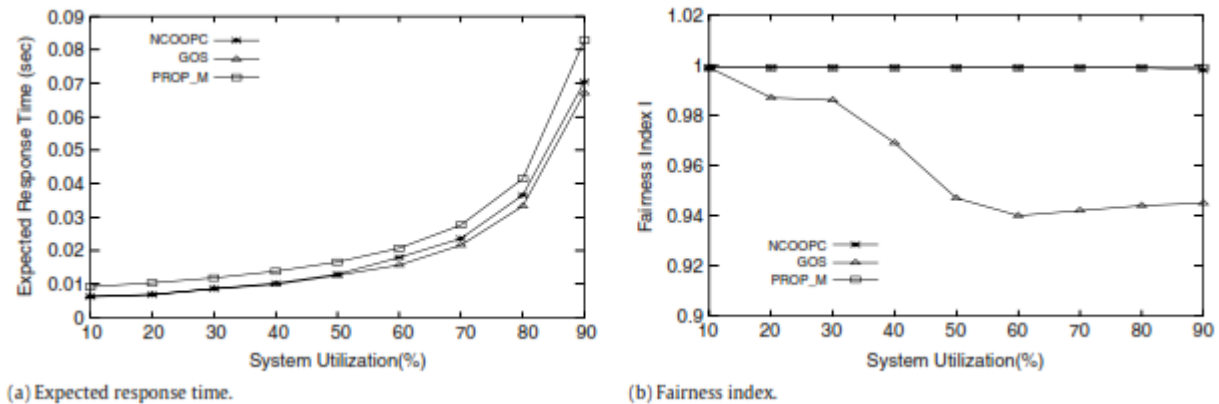 0.09
0.08
0.07
0.06
0.05
0.04
0.03
0.02
0.01
0
Expected Response Time (sec)
NCOOPC
GOS
PROP_M
10 20 30 40 50 60 70 80 90
System Utilization(%)
(a) Expected response time.
1.02
1
0.98
0.96
0.94
0.92
0.9
Fairness Index I
NCOOPC
GOS
PROP_M
10 20 30 40 50 60 70 80 90
System Utilization(%)
(b) Fairness index.